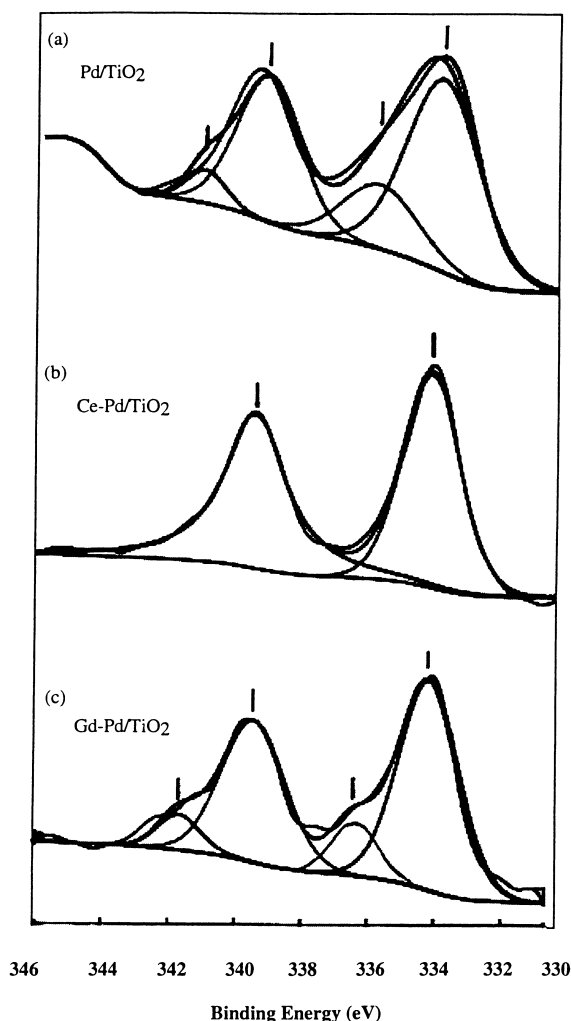 (a)
Pd/TiO2
(b)
Ce-Pd/TiO2
(c)
Gd-Pd/TiO2
346 344 342 340 338 336 334 332 330
Binding Energy (eV)